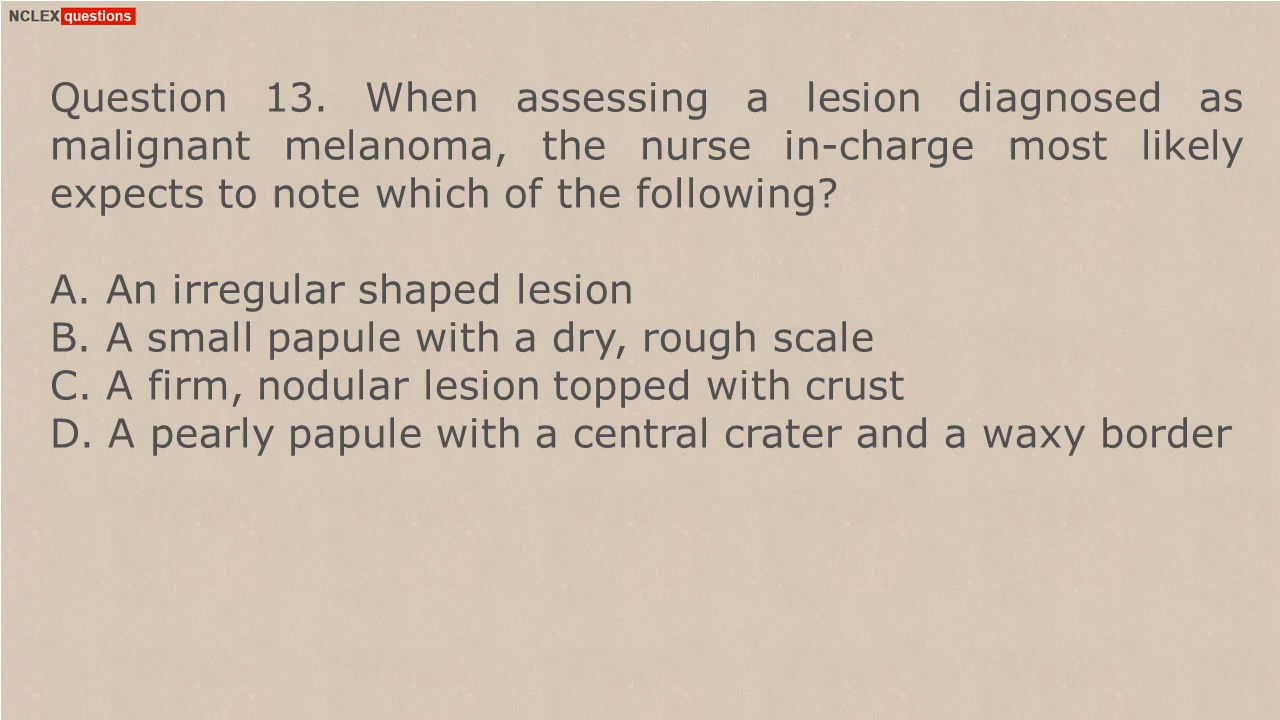 NCLEX questions
Question 13. When assessing a lesion diagnosed as
malignant melanoma, the nurse in-charge most likely
expects to note which of the following?
A. An irregular shaped lesion
B. A small papule with a dry, rough scale
C. A firm, nodular lesion topped with crust
D. A pearly papule with a central crater and a waxy border